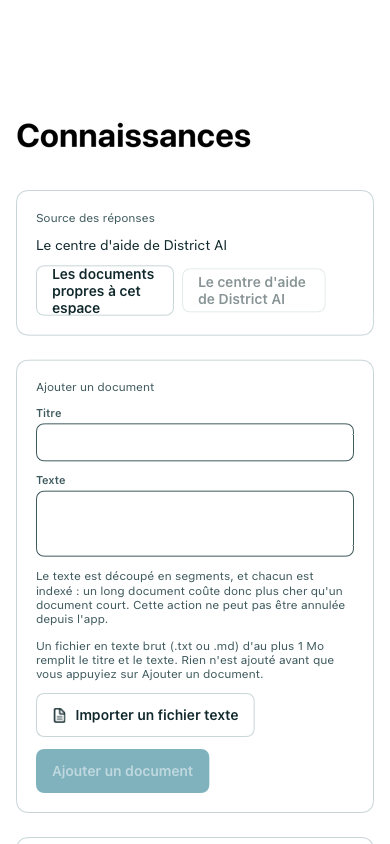 Connaissances
Source des réponses
Le centre d'aide de District AI
Les documents
propres à cet
espace
Le centre d'aide
de District AI
Ajouter un document
Titre
Texte
Le texte est découpé en segments, et chacun est
indexé : un long document coûte donc plus cher qu'un
document court. Cette action ne peut pas être annulée
depuis l'app.
Un fichier en texte brut (.txt ou .md) d'au plus 1 Mo
remplit le titre et le texte. Rien n'est ajouté avant que
vous appuyiez sur Ajouter un document.
Importer un fichier texte
Ajouter un document